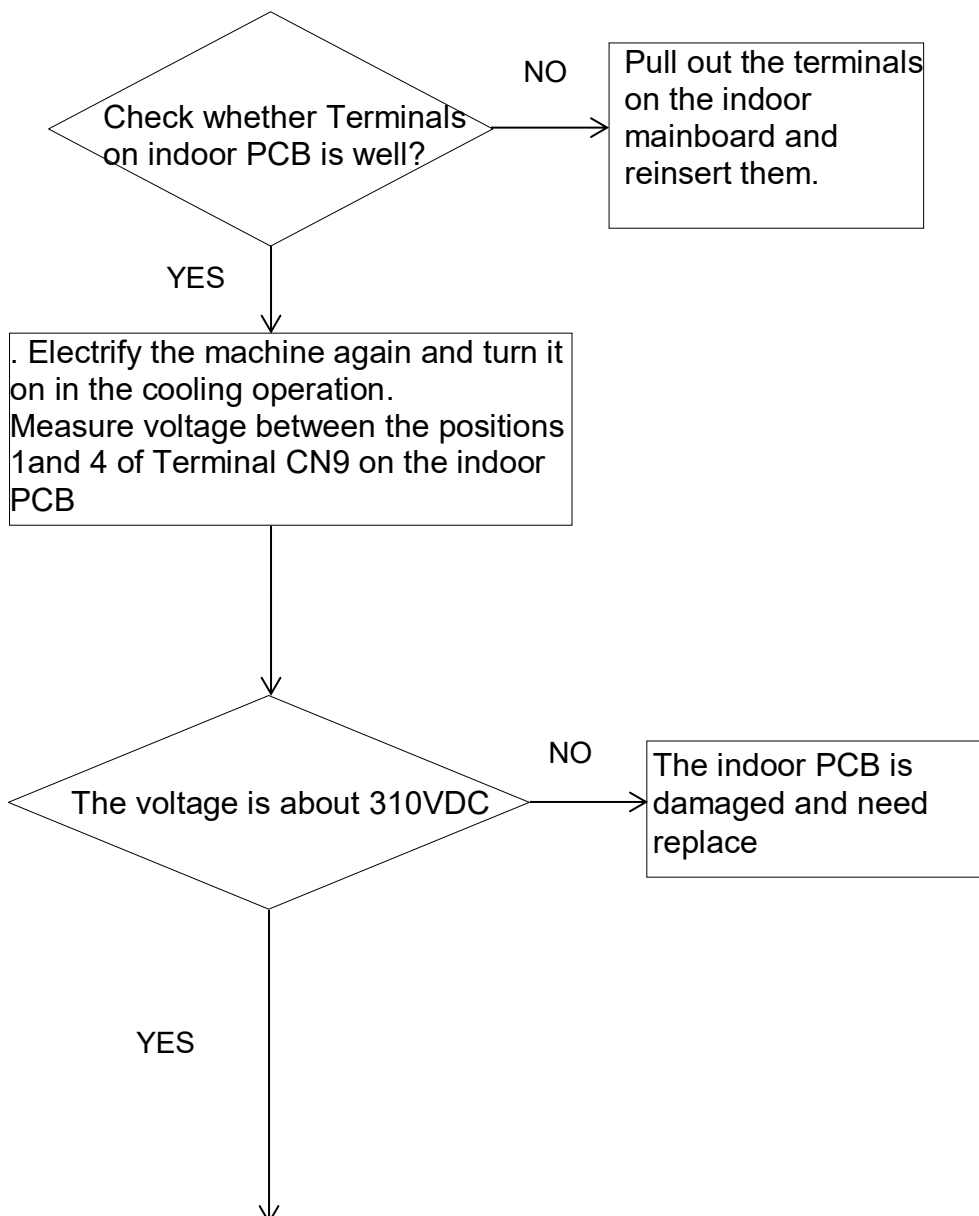 Check whether Terminals
on indoor PCB is well?
NO
Pull out the terminals
on the indoor
mainboard and
reinsert them.
YES
. Electrify the machine again and turn it
on in the cooling operation.
Measure voltage between the positions
1and 4 of Terminal CN9 on the indoor
PCB
The voltage is about 310VDC
NO
The indoor PCB is
damaged and need
replace
YES